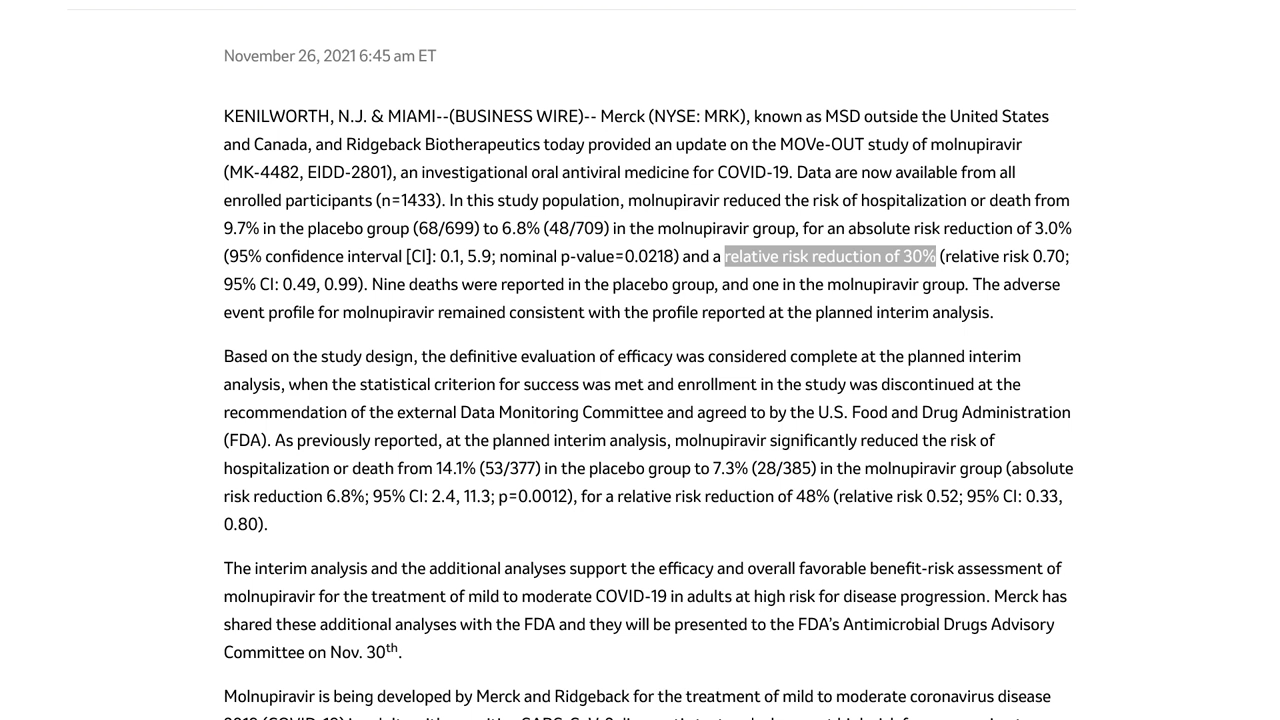 November 26, 2021 6:45 am ET
KENILWORTH, N.J. & MIAMI--(BUSINESS WIRE)-- Merck (NYSE: MRK), known as MSD outside the United States
and Canada, and Ridgeback Biotherapeutics today provided an update on the MOVe-OUT study of molnupiravir
(MK-4482, EIDD-2801), an investigational oral antiviral medicine for COVID-19. Data are now available from all
enrolled participants (n=1433). In this study population, molnupiravir reduced the risk of hospitalization or death from
9.7% in the placebo group (68/699) to 6.8% (48/709) in the molnupiravir group, for an absolute risk reduction of 3.0%
(95% confidence interval [CI]: 0.1, 5.9; nominal p-value=0.0218) and a relative risk reduction of 30% (relative risk 0.70;
95% CI: 0.49, 0.99). Nine deaths were reported in the placebo group, and one in the molnupiravir group. The adverse
event profile for molnupiravir remained consistent with the profile reported at the planned interim analysis.
Based on the study design, the definitive evaluation of efficacy was considered complete at the planned interim
analysis, when the statistical criterion for success was met and enrollment in the study was discontinued at the
recommendation of the external Data Monitoring Committee and agreed to by the U.S. Food and Drug Administration
(FDA). As previously reported, at the planned interim analysis, molnupiravir significantly reduced the risk of
hospitalization or death from 14.1% (53/377) in the placebo group to 7.3% (28/385) in the molnupiravir group (absolute
risk reduction 6.8%; 95% CI: 2.4, 11.3; p=0.0012), for a relative risk reduction of 48% (relative risk 0.52; 95% CI: 0.33,
0.80).
The interim analysis and the additional analyses support the efficacy and overall favorable benefit-risk assessment of
molnupiravir for the treatment of mild to moderate COVID-19 in adults at high risk for disease progression. Merck has
shared these additional analyses with the FDA and they will be presented to the FDA's Antimicrobial Drugs Advisory
Committee on Nov. 30th.
Molnupiravir is being developed by Merck and Ridgeback for the treatment of mild to moderate coronavirus disease